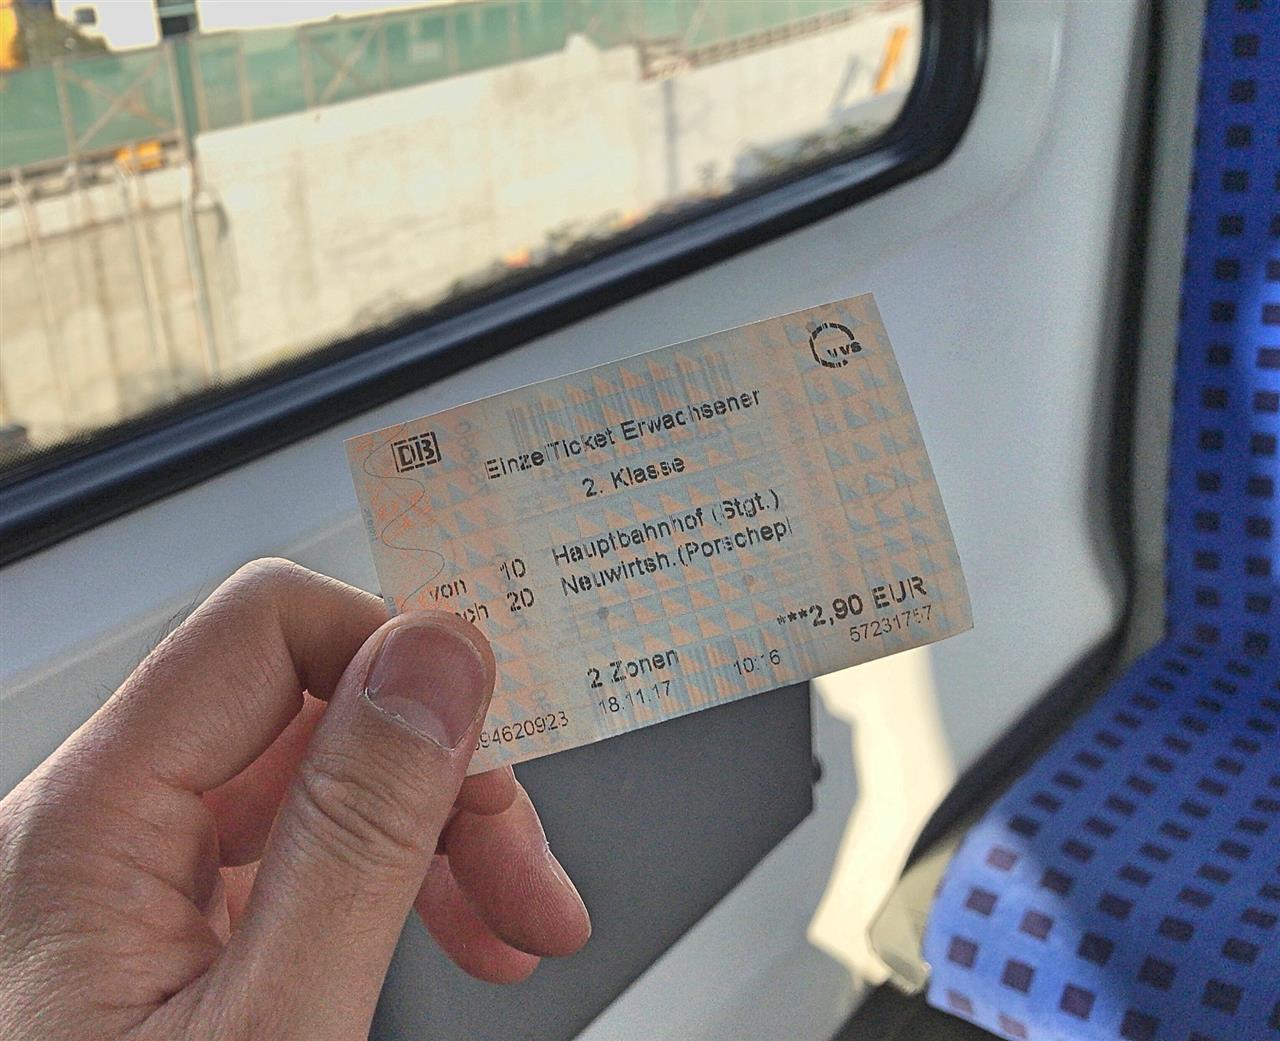 DB
VVS
EinzelTicket Erwachsener
2. Klasse
von 10 Hauptbahnhof (Stgt.)
20 Neuwirtsh.(Porschepl
***2,90 EUR
57231757
2 Zonen
18.11.17 10:16
94620923